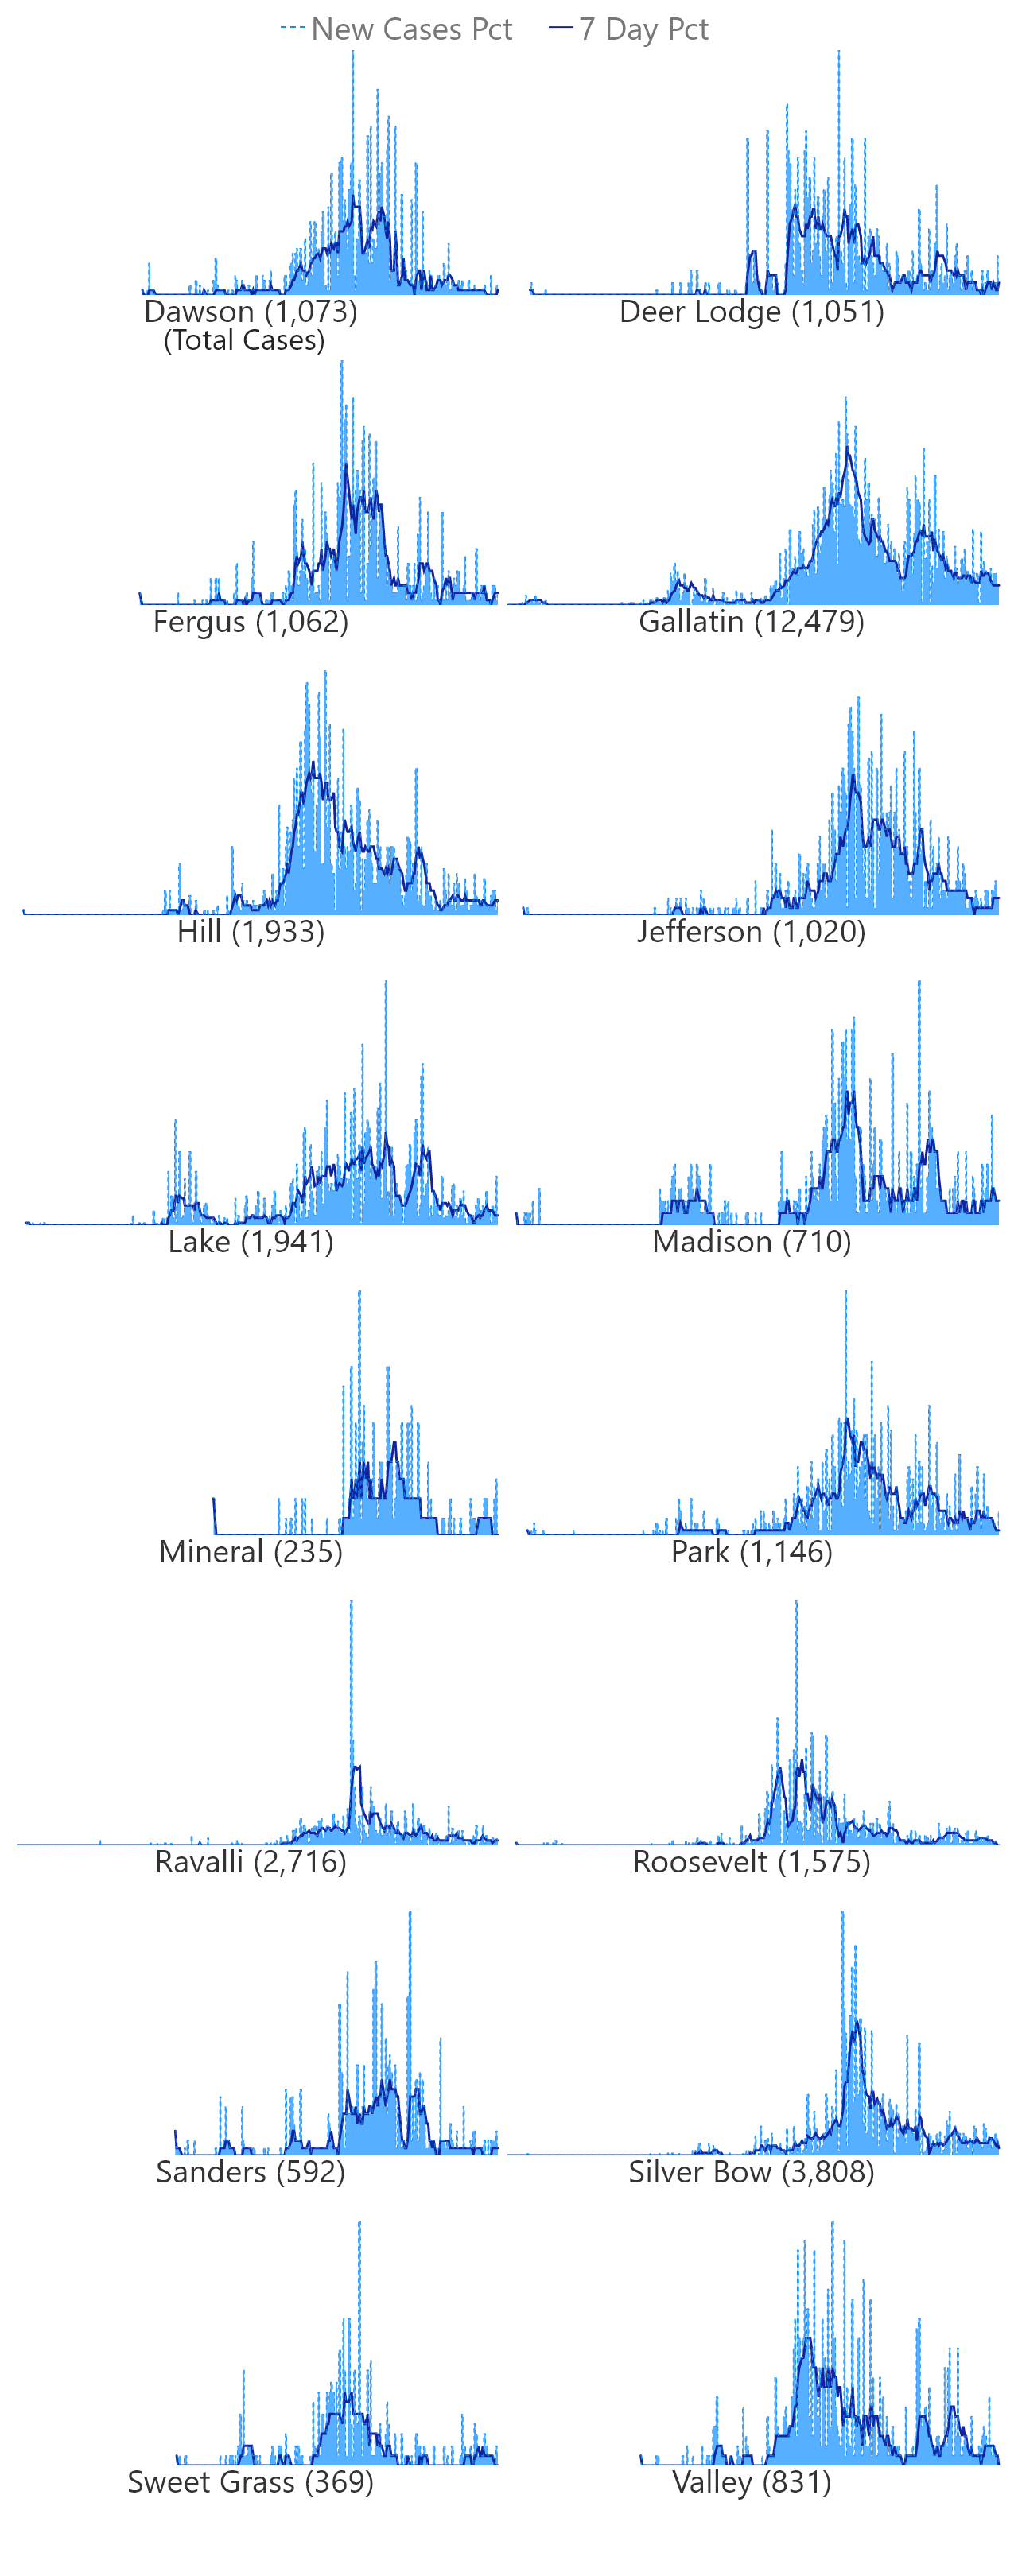 New Cases Pct 7 Day Pct
Dawson (1,073) Deer Lodge (1,051)
(Total Cases)
Fergus (1,062) Gallatin (12,479)
Hill (1,933) Jefferson (1,020)
Lake (1,941) Madison (710)
Mineral (235) Park (1,146)
Ravalli (2,716) Roosevelt (1,575)
Sanders (592) Silver Bow (3,808)
Sweet Grass (369) Valley (831)